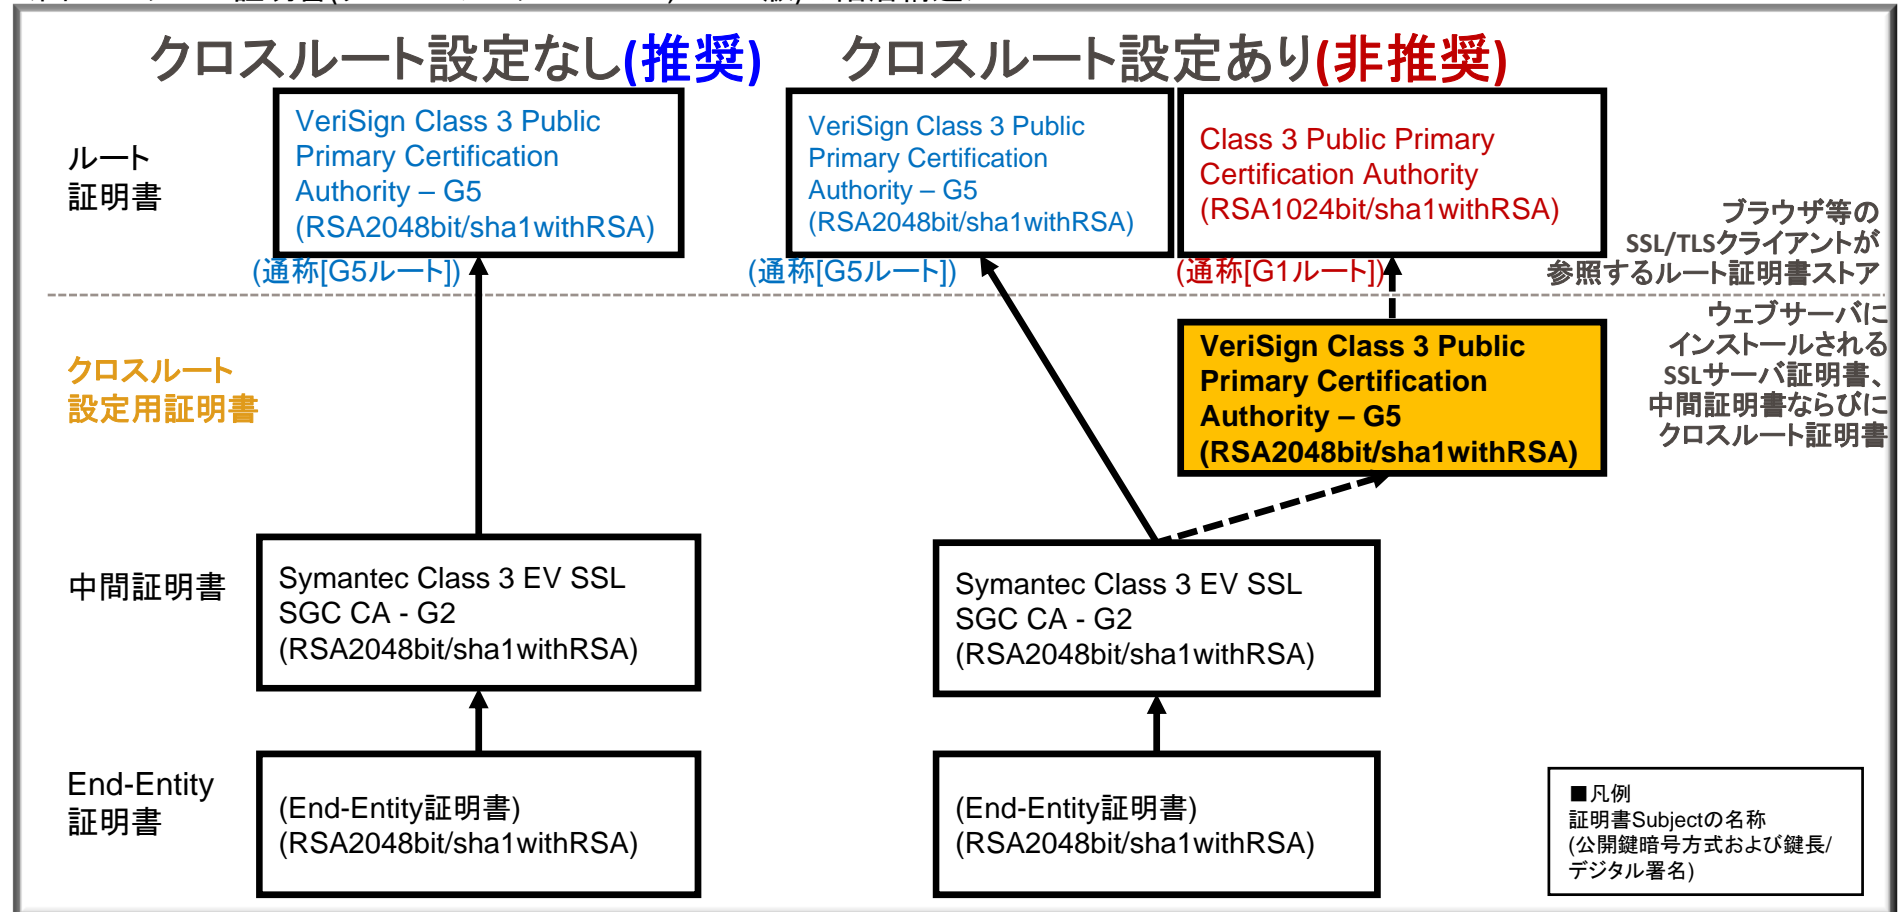 クロスルート設定なし(推奨)
クロスルート設定あり(非推奨)
ルート
証明書
VeriSign Class 3 Public
Primary Certification
Authority – G5
(RSA2048bit/sha1withRSA)
(通称[G5ルート])
VeriSign Class 3 Public
Primary Certification
Authority – G5
(RSA2048bit/sha1withRSA)
(通称[G5ルート])
Class 3 Public Primary
Certification Authority
(RSA1024bit/sha1withRSA)
(通称[G1ルート])
ブラウザ等の
SSL/TLSクライアントが
参照するルート証明書ストア
クロスルート
設定用証明書
VeriSign Class 3 Public
Primary Certification
Authority – G5
(RSA2048bit/sha1withRSA)
ウェブサーバに
インストールされる
SSLサーバ証明書、
中間証明書ならびに
クロスルート証明書
中間証明書
Symantec Class 3 EV SSL
SGC CA - G2
(RSA2048bit/sha1withRSA)
Symantec Class 3 EV SSL
SGC CA - G2
(RSA2048bit/sha1withRSA)
End-Entity
証明書
(End-Entity証明書)
(RSA2048bit/sha1withRSA)
(End-Entity証明書)
(RSA2048bit/sha1withRSA)
■凡例
証明書Subjectの名称
(公開鍵暗号方式および鍵長/
デジタル署名)